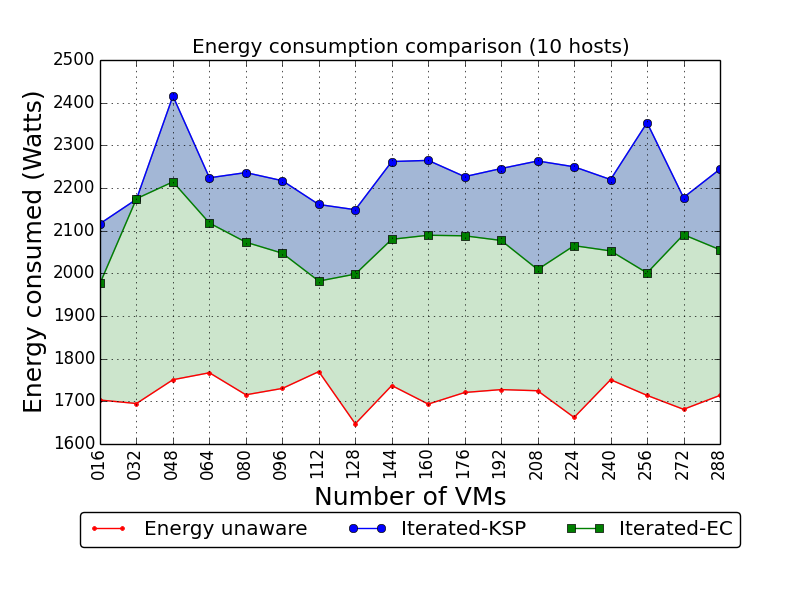 Energy consumption comparison (10 hosts)
2500
2400
2300
2200
2100
2000
1900
1800
1700
1600
Energy consumed (Watts)
016 032 048 064 080 096 112 128 144 160 176 192 208 224 240 256 272 288
Number of VMs
Energy unaware Iterated-KSP Iterated-EC